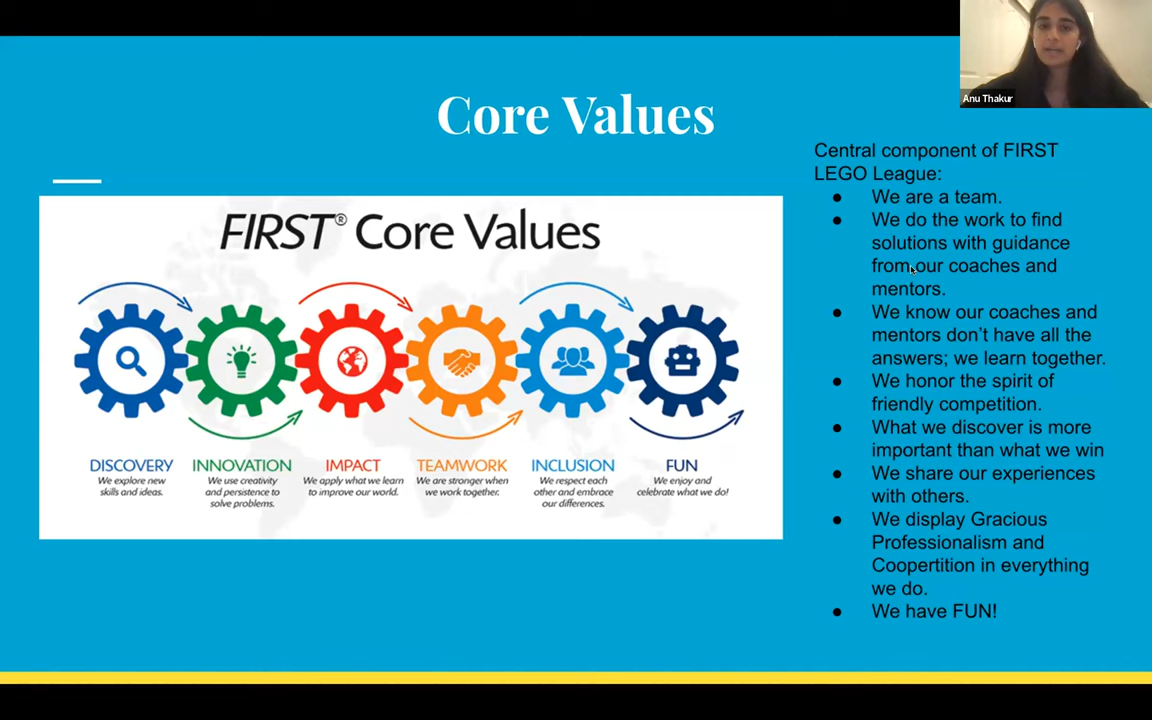 Anu Thakur
Core Values
FIRST® Core Values
DISCOVERY
We explore new
skills and ideas.
INNOVATION
We use creativity
and persistence to
solve problems.
IMPACT
We apply what we learn
to improve our world.
TEAMWORK
We are stronger when
we work together.
INCLUSION
We respect each
other and embrace
our differences.
FUN
We enjoy and
celebrate what we do!
Central component of FIRST
LEGO League:
● We are a team.
● We do the work to find
solutions with guidance
from our coaches and
mentors.
● We know our coaches and
mentors don’t have all the
answers; we learn together.
● We honor the spirit of
friendly competition.
● What we discover is more
important than what we win
● We share our experiences
with others.
● We display Gracious
Professionalism and
Coopertition in everything
we do.
● We have FUN!